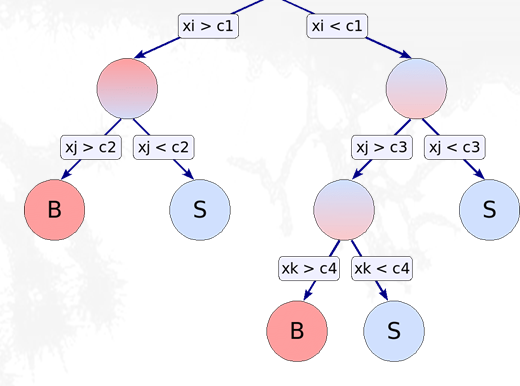 xi > c1
xi < c1
xj > c2
xj < c2
xj > c3
xj < c3
B
S
S
xk > c4
xk < c4
B
S